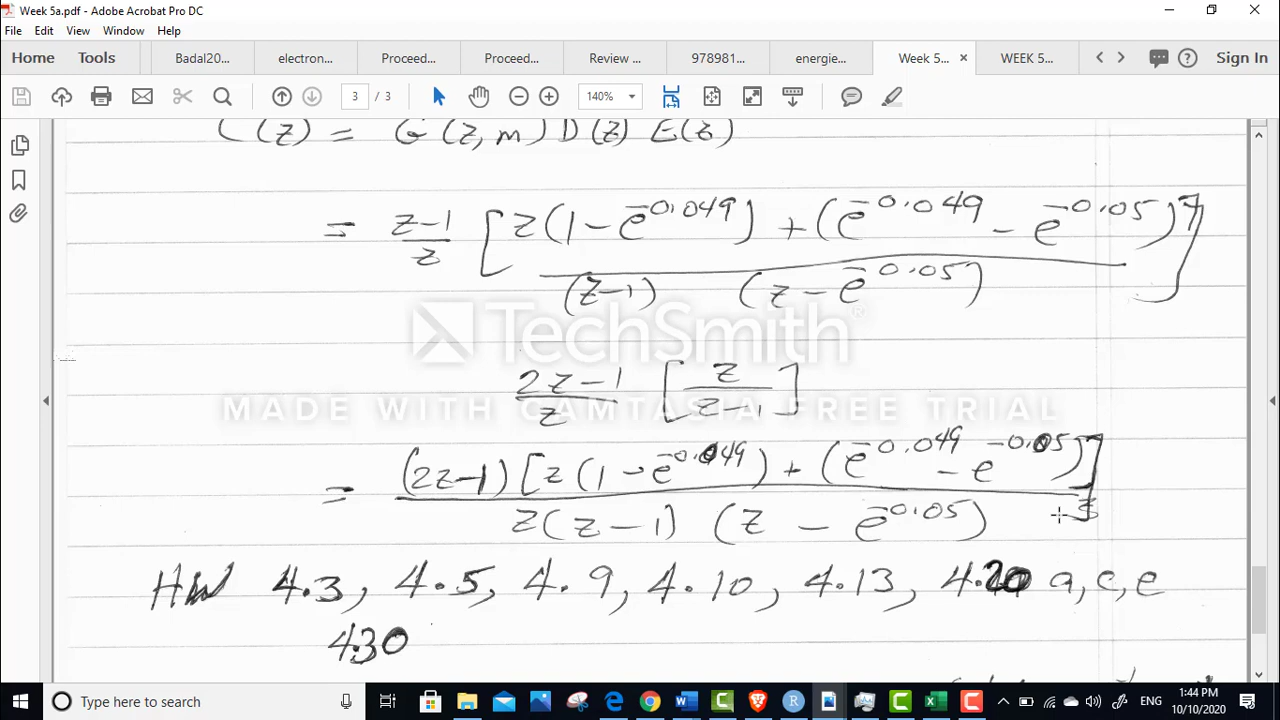 Week 5a.pdf - Adobe Acrobat Pro DC
File Edit View Window Help
Home Tools Badal20... electron... Proceed... Proceed... Review ... 978981... energie... Week 5... × WEEK 5... Sign In
3 / 3 140%
C(z) = G(z,m) D(z) E(z)
= z-1/z [z(1-e^-0.049) + (e^-0.049 - e^-0.05)]
(z-1) (z-e^-0.05)
TechSmith
2z-1/z [z/z-1]
MADE WITH CAMTASIA FREE TRIAL
= (2z-1)[z(1-e^-0.049) + (e^-0.049 - e^-0.05)]
z(z-1) (z - e^-0.05)
HW 4.3, 4.5, 4.9, 4.10, 4.13, 4.20 a, c, e
4.30
Type here to search ENG 1:44 PM
10/10/2020